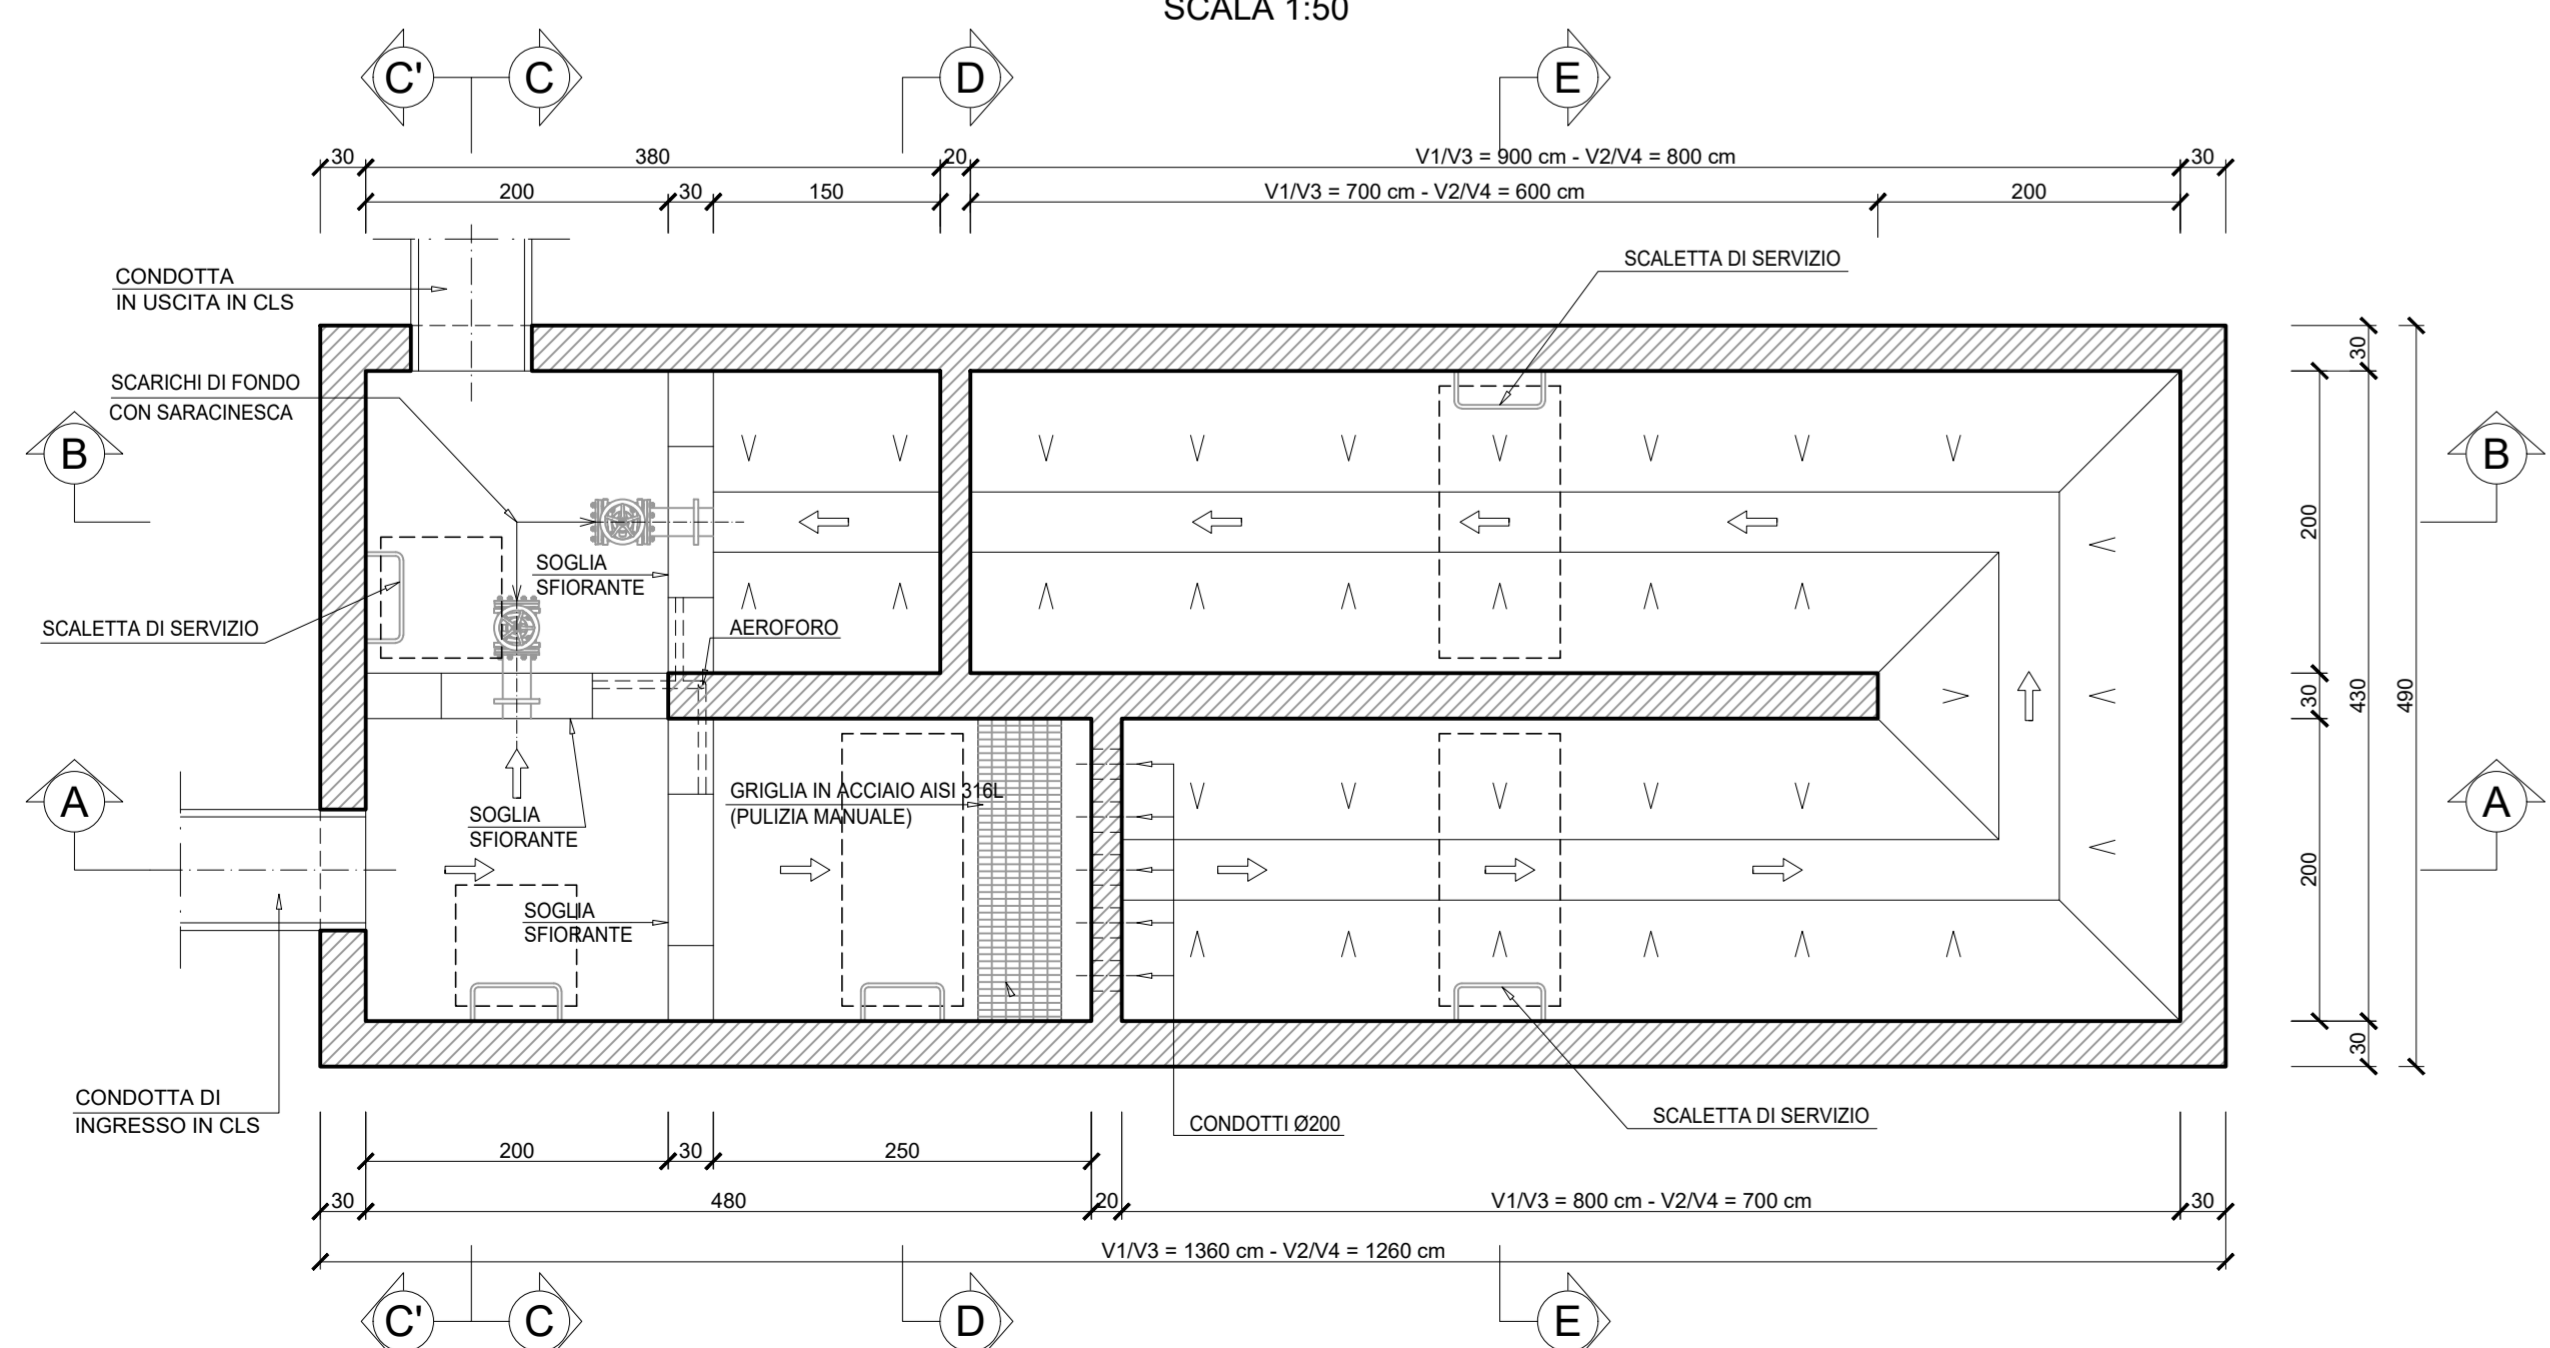 SCALA 1:50
C'
C
D
E
30
380
20
V1/V3 = 900 cm - V2/V4 = 800 cm
30
200
30
150
V1/V3 = 700 cm - V2/V4 = 600 cm
200
SCALETTA DI SERVIZIO
CONDOTTA
IN USCITA IN CLS
SCARICHI DI FONDO
CON SARACINESCA
B
B
30
200
30
430
490
200
30
SOGLIA
SFIORANTE
SCALETTA DI SERVIZIO
AEROFORO
A
A
GRIGLIA IN ACCIAIO AISI 316L
(PULIZIA MANUALE)
SOGLIA
SFIORANTE
SOGLIA
SFIORANTE
CONDOTTA DI
INGRESSO IN CLS
CONDOTTI Ø200
SCALETTA DI SERVIZIO
200
30
250
30
480
20
V1/V3 = 800 cm - V2/V4 = 700 cm
30
V1/V3 = 1360 cm - V2/V4 = 1260 cm
C'
C
D
E